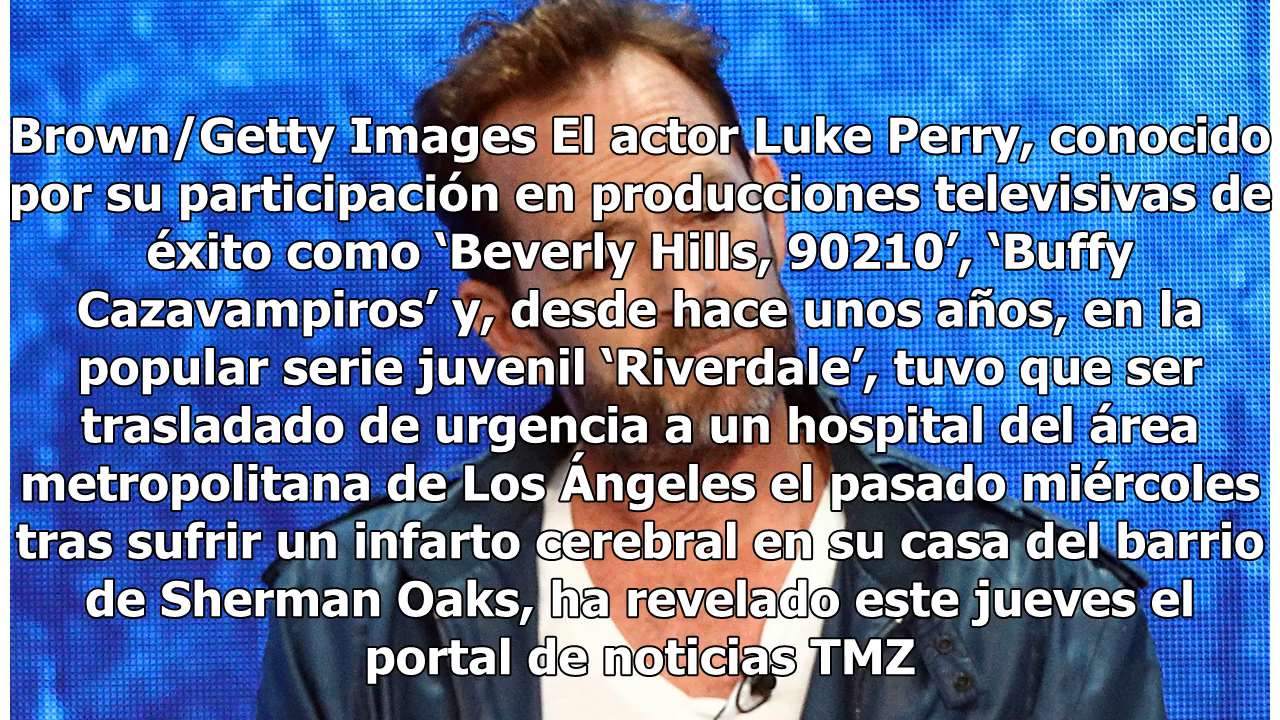 Brown/Getty Images El actor Luke Perry, conocido
por su participación en producciones televisivas de
éxito como ‘Beverly Hills, 90210’, ‘Buffy
Cazavampiros’ y, desde hace unos años, en la
popular serie juvenil ‘Riverdale’, tuvo que ser
trasladado de urgencia a un hospital del área
metropolitana de Los Ángeles el pasado miércoles
tras sufrir un infarto cerebral en su casa del barrio
de Sherman Oaks, ha revelado este jueves el
portal de noticias TMZ